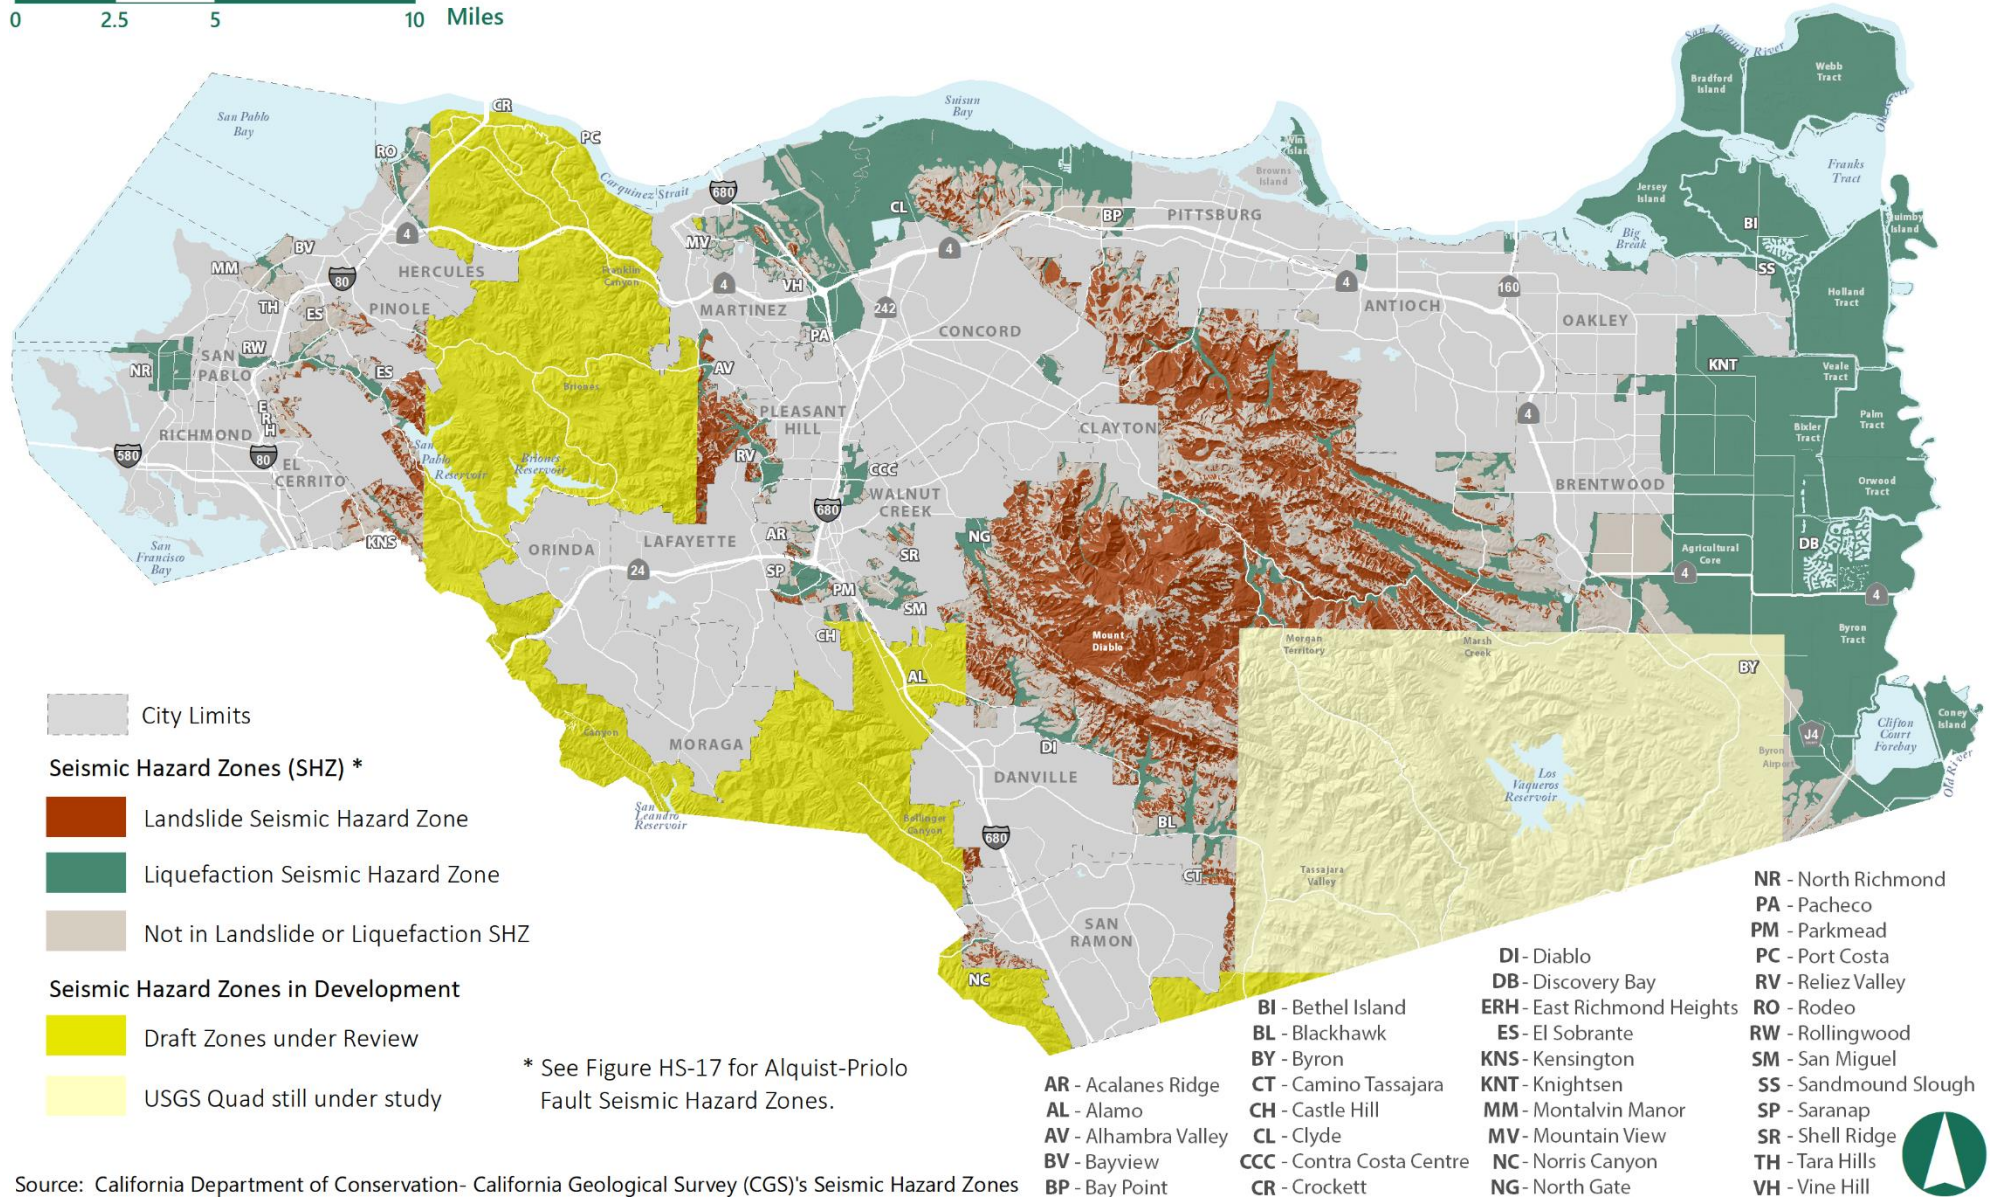 0 2.5 5 10 Miles
San Pablo
Bay
CR
PC
RO
Carquinez Strait
680
Suisun
Bay
CL
BP
PITTSBURG
Browns
Island
San Joaquin River
Bradford
Island
Webb
Tract
Franks
Tract
Jersey
Island
BI
Big
Break
Quimby
Island
SS
Holland
Tract
BV
MM
4
HERCULES
80
TH
ES
PINOLE
Franklin
Canyon
MV
4
VH
MARTINEZ
PA
242
4
CONCORD
4
ANTIOCH
160
OAKLEY
KNT
Veale
Tract
NR
SAN
PABLO
RW
ES
AV
Briones
PLEASANT
HILL
CLAYTON
4
Palm
Tract
Bixler
Tract
RICHMOND
E
R
H
580
80
EL
CERRITO
San
Pablo
Reservoir
Briones
Reservoir
RV
CCC
680
WALNUT
CREEK
BRENTWOOD
Orwood
Tract
San
Francisco
Bay
KNS
ORINDA
LAFAYETTE
24
AR
SP
SR
NG
PM
SM
CH
Agricultural
Core
4
DB
4
Mount
Diablo
Morgan
Territory
Marsh
Creek
Byron
Tract
BY
AL
Canyon
MORAGA
San
Leandro
Reservoir
Bollinger
Canyon
DI
DANVILLE
680
BL
CT
Los
Vaqueros
Reservoir
Byron
Airport
J4
Clifton
Court
Forebay
Coney
Island
Old River
Tassajara
Valley
SAN
RAMON
NC
City Limits
Seismic Hazard Zones (SHZ) *
Landslide Seismic Hazard Zone
Liquefaction Seismic Hazard Zone
Not in Landslide or Liquefaction SHZ
Seismic Hazard Zones in Development
Draft Zones under Review
USGS Quad still under study
* See Figure HS-17 for Alquist-Priolo
Fault Seismic Hazard Zones.
AR - Acalanes Ridge
AL - Alamo
AV - Alhambra Valley
BV - Bayview
BP - Bay Point
BI - Bethel Island
BL - Blackhawk
BY - Byron
CT - Camino Tassajara
CH - Castle Hill
CL - Clyde
CCC - Contra Costa Centre
CR - Crockett
DI - Diablo
DB - Discovery Bay
ERH - East Richmond Heights
ES - El Sobrante
KNS - Kensington
KNT - Knightsen
MM - Montalvin Manor
MV - Mountain View
NC - Norris Canyon
NG - North Gate
NR - North Richmond
PA - Pacheco
PM - Parkmead
PC - Port Costa
RV - Reliez Valley
RO - Rodeo
RW - Rollingwood
SM - San Miguel
SS - Sandmound Slough
SP - Saranap
SR - Shell Ridge
TH - Tara Hills
VH - Vine Hill
Source: California Department of Conservation- California Geological Survey (CGS)'s Seismic Hazard Zones